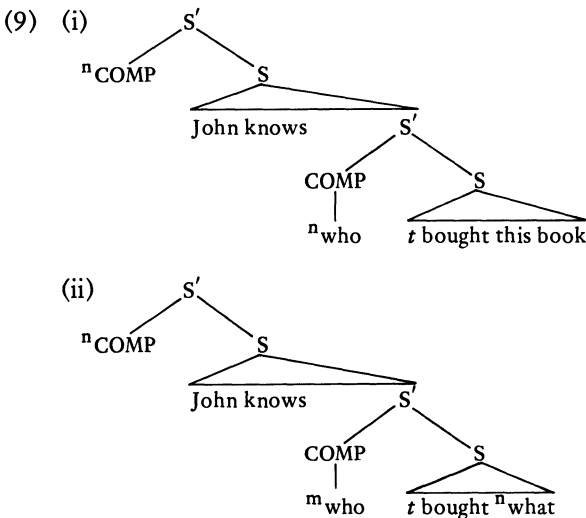 (9) (i) S′
ⁿCOMP S
John knows
S′
COMP S
ⁿwho t bought this book
(ii) S′
ⁿCOMP S
John knows
S′
COMP S
ᵐwho t bought ⁿwhat